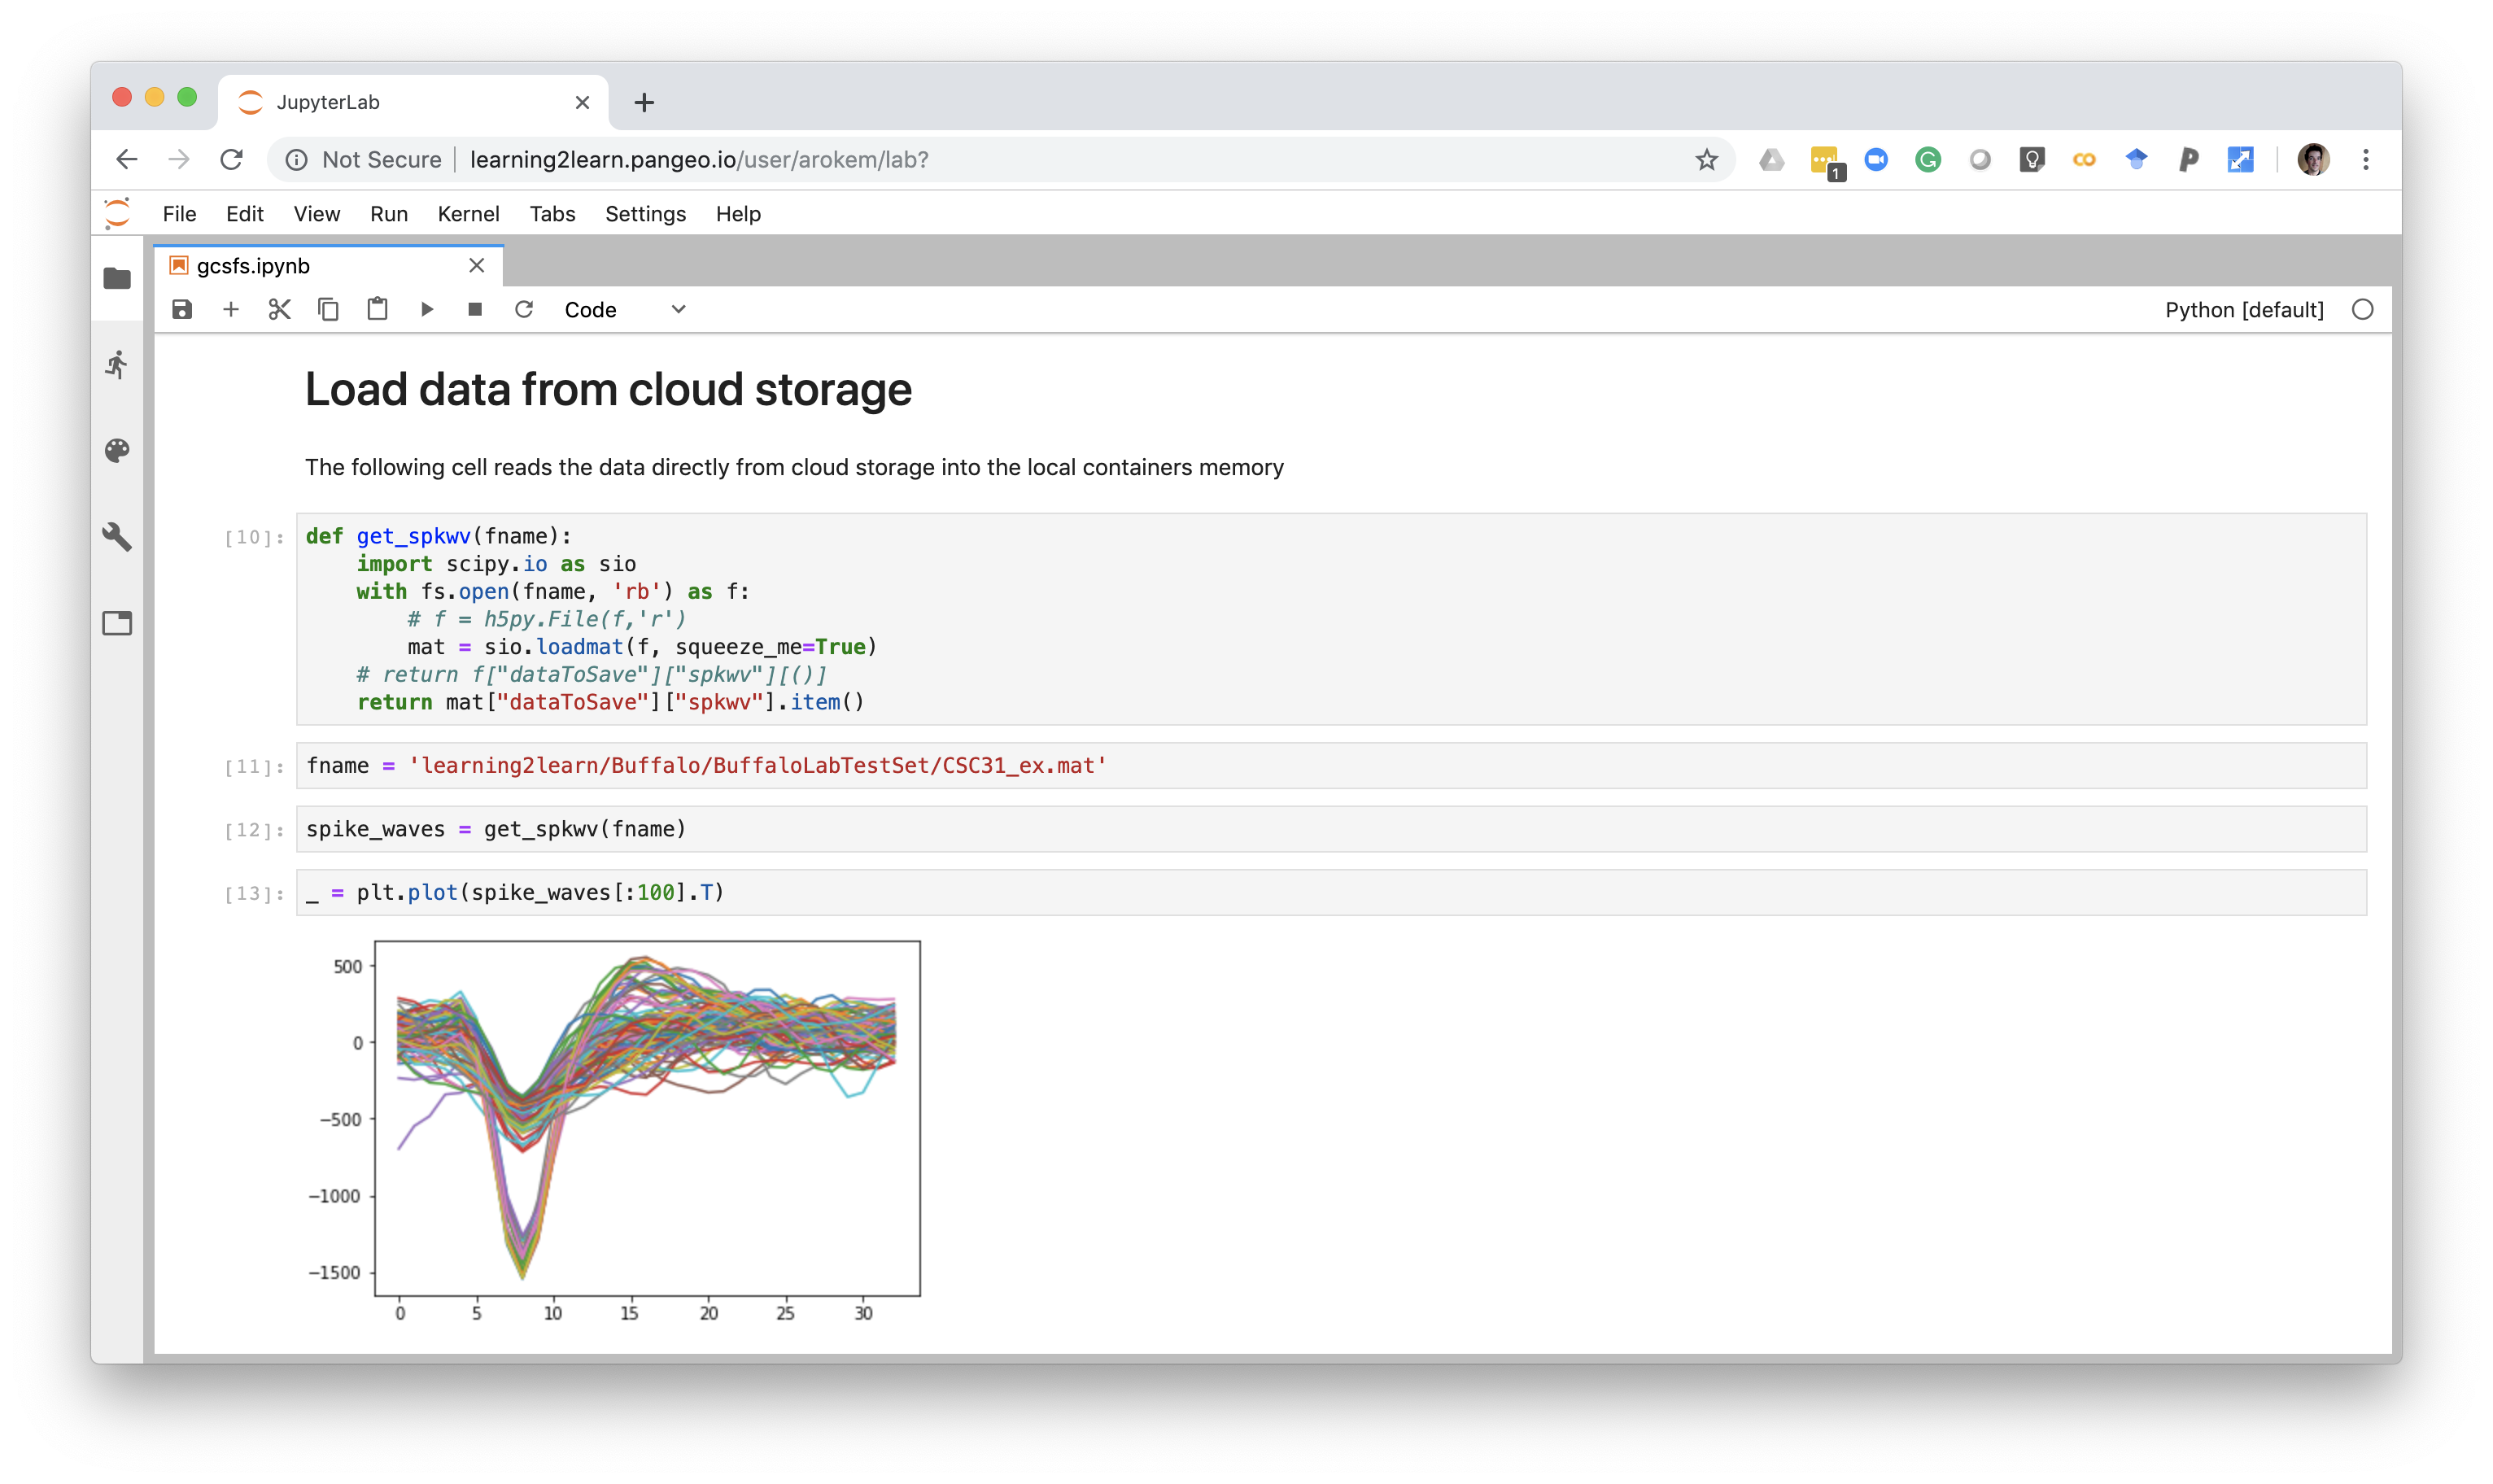 JupyterLab
Not Secure learning2learn.pangeo.io/user/arokem/lab?
1
File Edit View Run Kernel Tabs Settings Help
gcsfs.ipynb
Code Python [default]
Load data from cloud storage
The following cell reads the data directly from cloud storage into the local containers memory
[10]: def get_spkwv(fname):
    import scipy.io as sio
    with fs.open(fname, 'rb') as f:
        # f = h5py.File(f,'r')
        mat = sio.loadmat(f, squeeze_me=True)
    # return f["dataToSave"]["spkwv"][()]
    return mat["dataToSave"]["spkwv"].item()
[11]: fname = 'learning2learn/Buffalo/BuffaloLabTestSet/CSC31_ex.mat'
[12]: spike_waves = get_spkwv(fname)
[13]: _ = plt.plot(spike_waves[:100].T)
500
0
−500
−1000
−1500
0 5 10 15 20 25 30